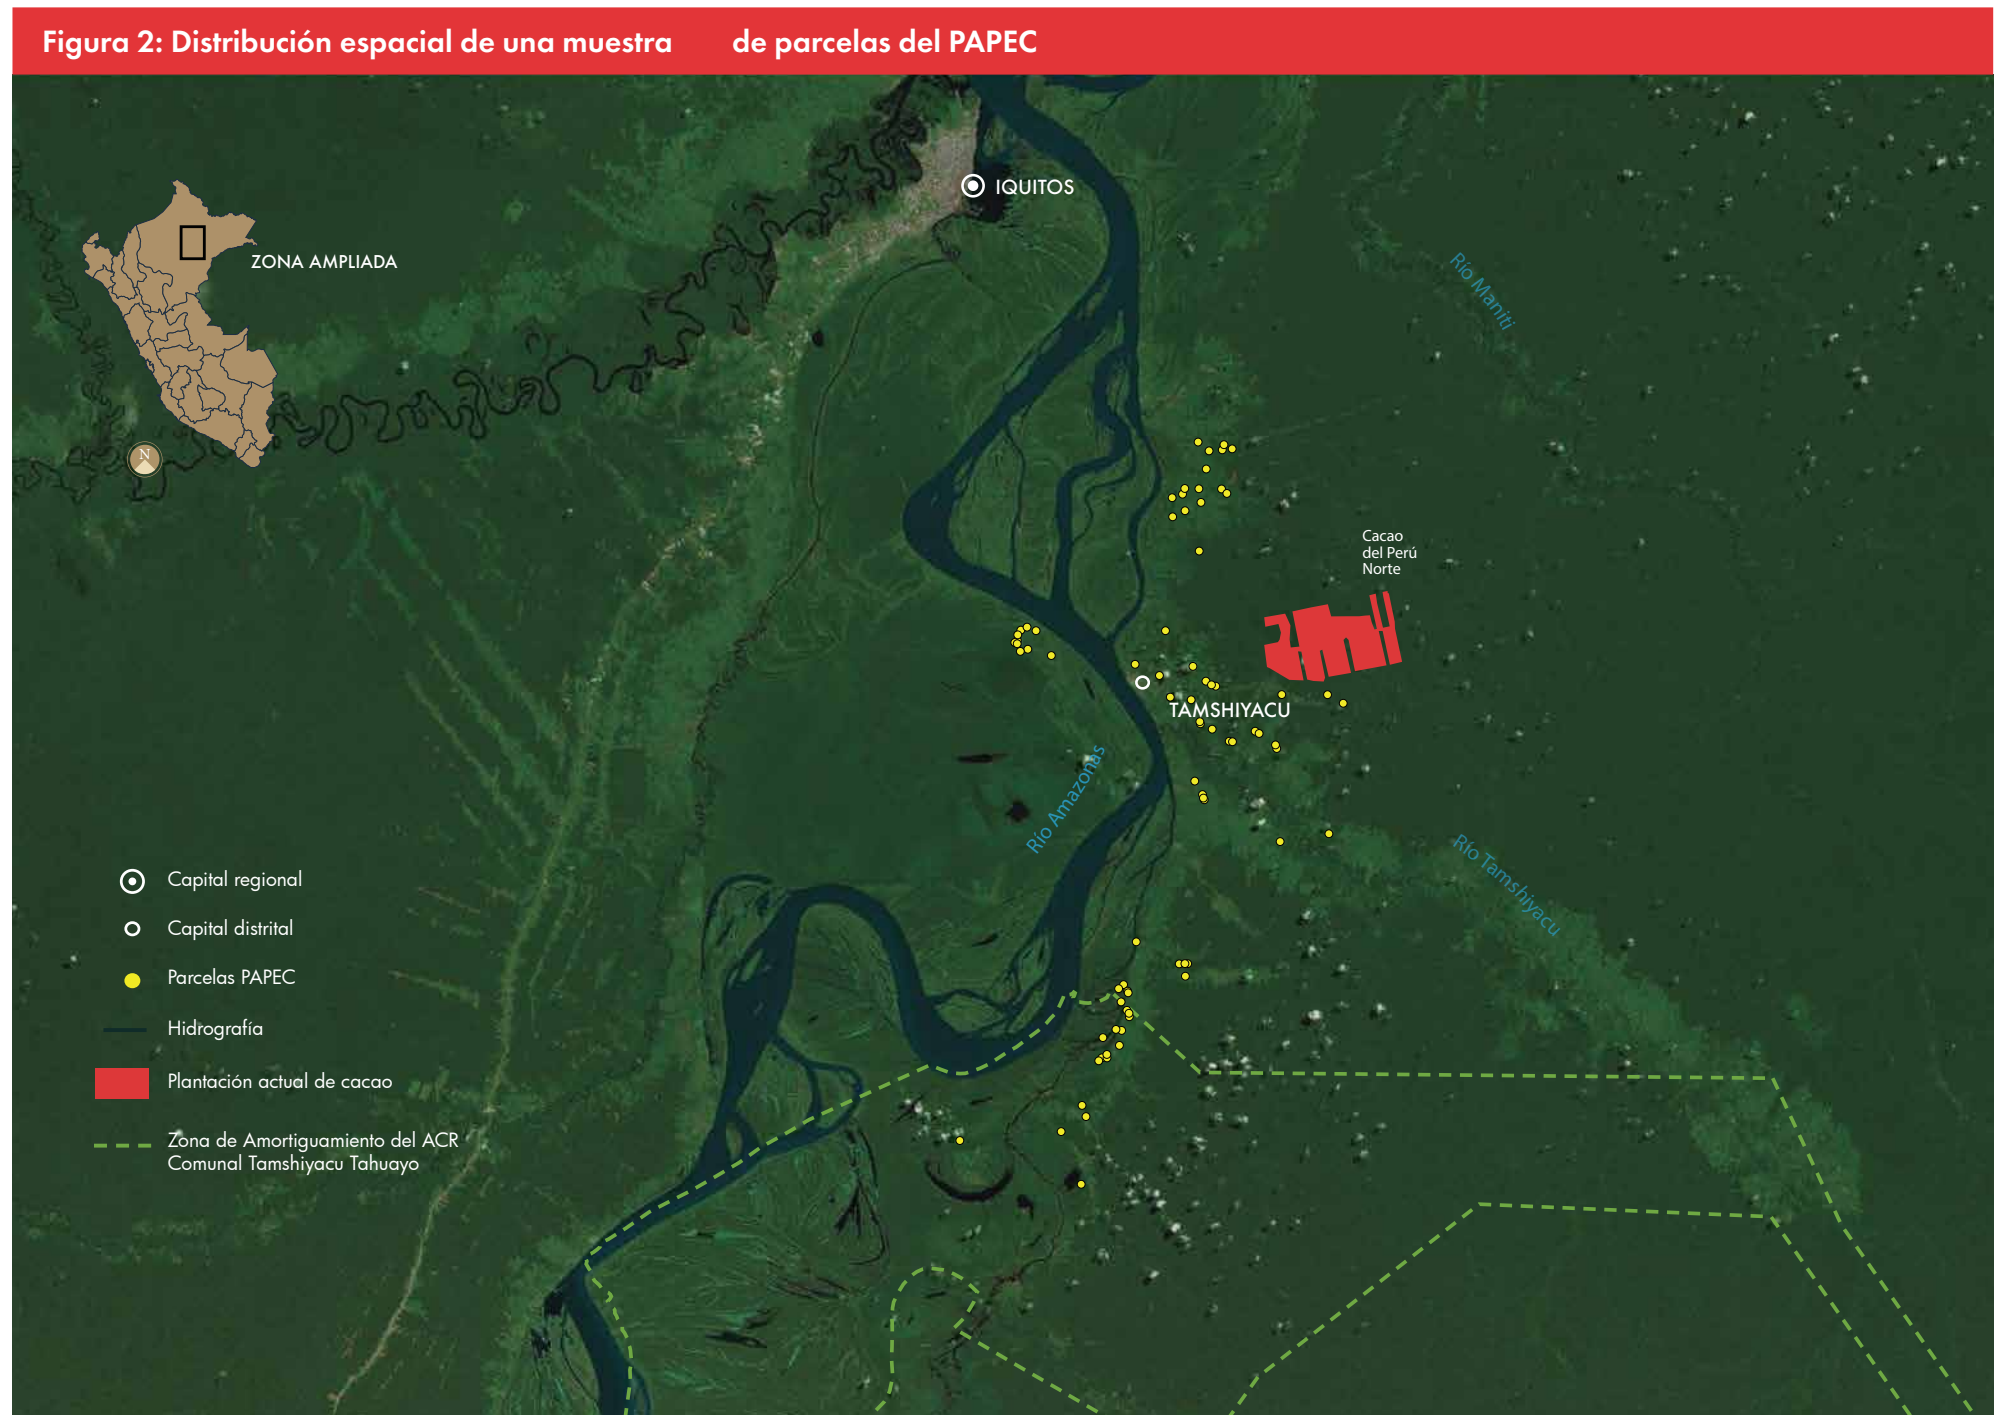 Figura 2: Distribución espacial de una muestra de parcelas del PAPEC
IQUITOS
ZONA AMPLIADA
Río Maniti
N
Cacao
del Perú
Norte
TAMSHIYACU
Río Amazonas
Río Tamshiyacu
Capital regional
Capital distrital
Parcelas PAPEC
Hidrografía
Plantación actual de cacao
Zona de Amortiguamiento del ACR
Comunal Tamshiyacu Tahuayo